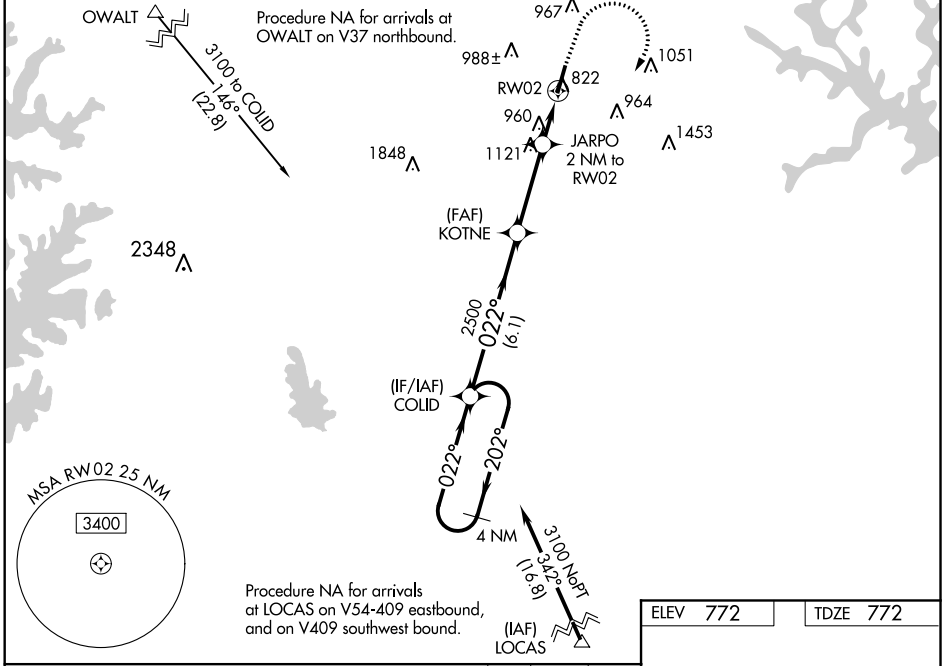 OWALT
Procedure NA for arrivals at
OWALT on V37 northbound.
967
988±
1051
3100 to COLID
146°
(22.8)
RW02
822
960
964
1121
1453
JARPO
2 NM to
RW02
1848
(FAF)
KOTNE
2348
2500
022°
(6.1)
(IF/IAF)
COLID
022°
202°
4 NM
MSA RW02 25 NM
3400
3100 NoPT
342°
(16.8)
Procedure NA for arrivals
at LOCAS on V54-409 eastbound,
and on V409 southwest bound.
(IAF)
LOCAS
ELEV 772
TDZE 772